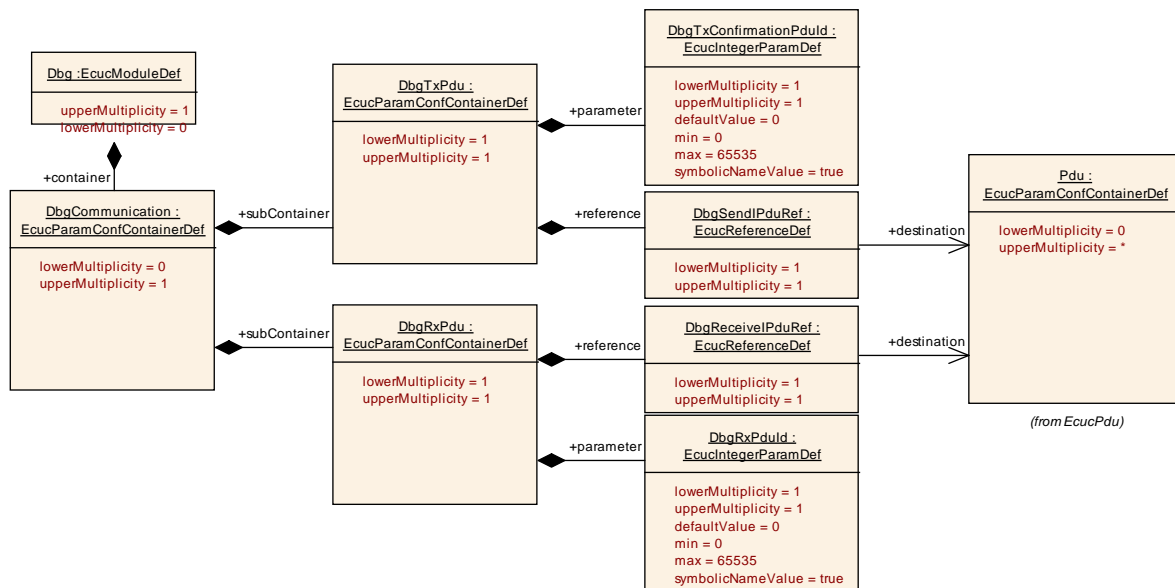 Dbg :EcucModuleDef
upperMultiplicity = 1
lowerMultiplicity = 0
+container
DbgCommunication :
EcucParamConfContainerDef
lowerMultiplicity = 0
upperMultiplicity = 1
+subContainer
+subContainer
DbgTxPdu :
EcucParamConfContainerDef
lowerMultiplicity = 1
upperMultiplicity = 1
+parameter
+reference
DbgRxPdu :
EcucParamConfContainerDef
lowerMultiplicity = 1
upperMultiplicity = 1
+reference
+parameter
DbgTxConfirmationPduId :
EcucIntegerParamDef
lowerMultiplicity = 1
upperMultiplicity = 1
defaultValue = 0
min = 0
max = 65535
symbolicNameValue = true
DbgSendIPduRef :
EcucReferenceDef
lowerMultiplicity = 1
upperMultiplicity = 1
+destination
DbgReceiveIPduRef :
EcucReferenceDef
lowerMultiplicity = 1
upperMultiplicity = 1
+destination
DbgRxPduId :
EcucIntegerParamDef
lowerMultiplicity = 1
upperMultiplicity = 1
defaultValue = 0
min = 0
max = 65535
symbolicNameValue = true
Pdu :
EcucParamConfContainerDef
lowerMultiplicity = 0
upperMultiplicity = *
(from EcucPdu)